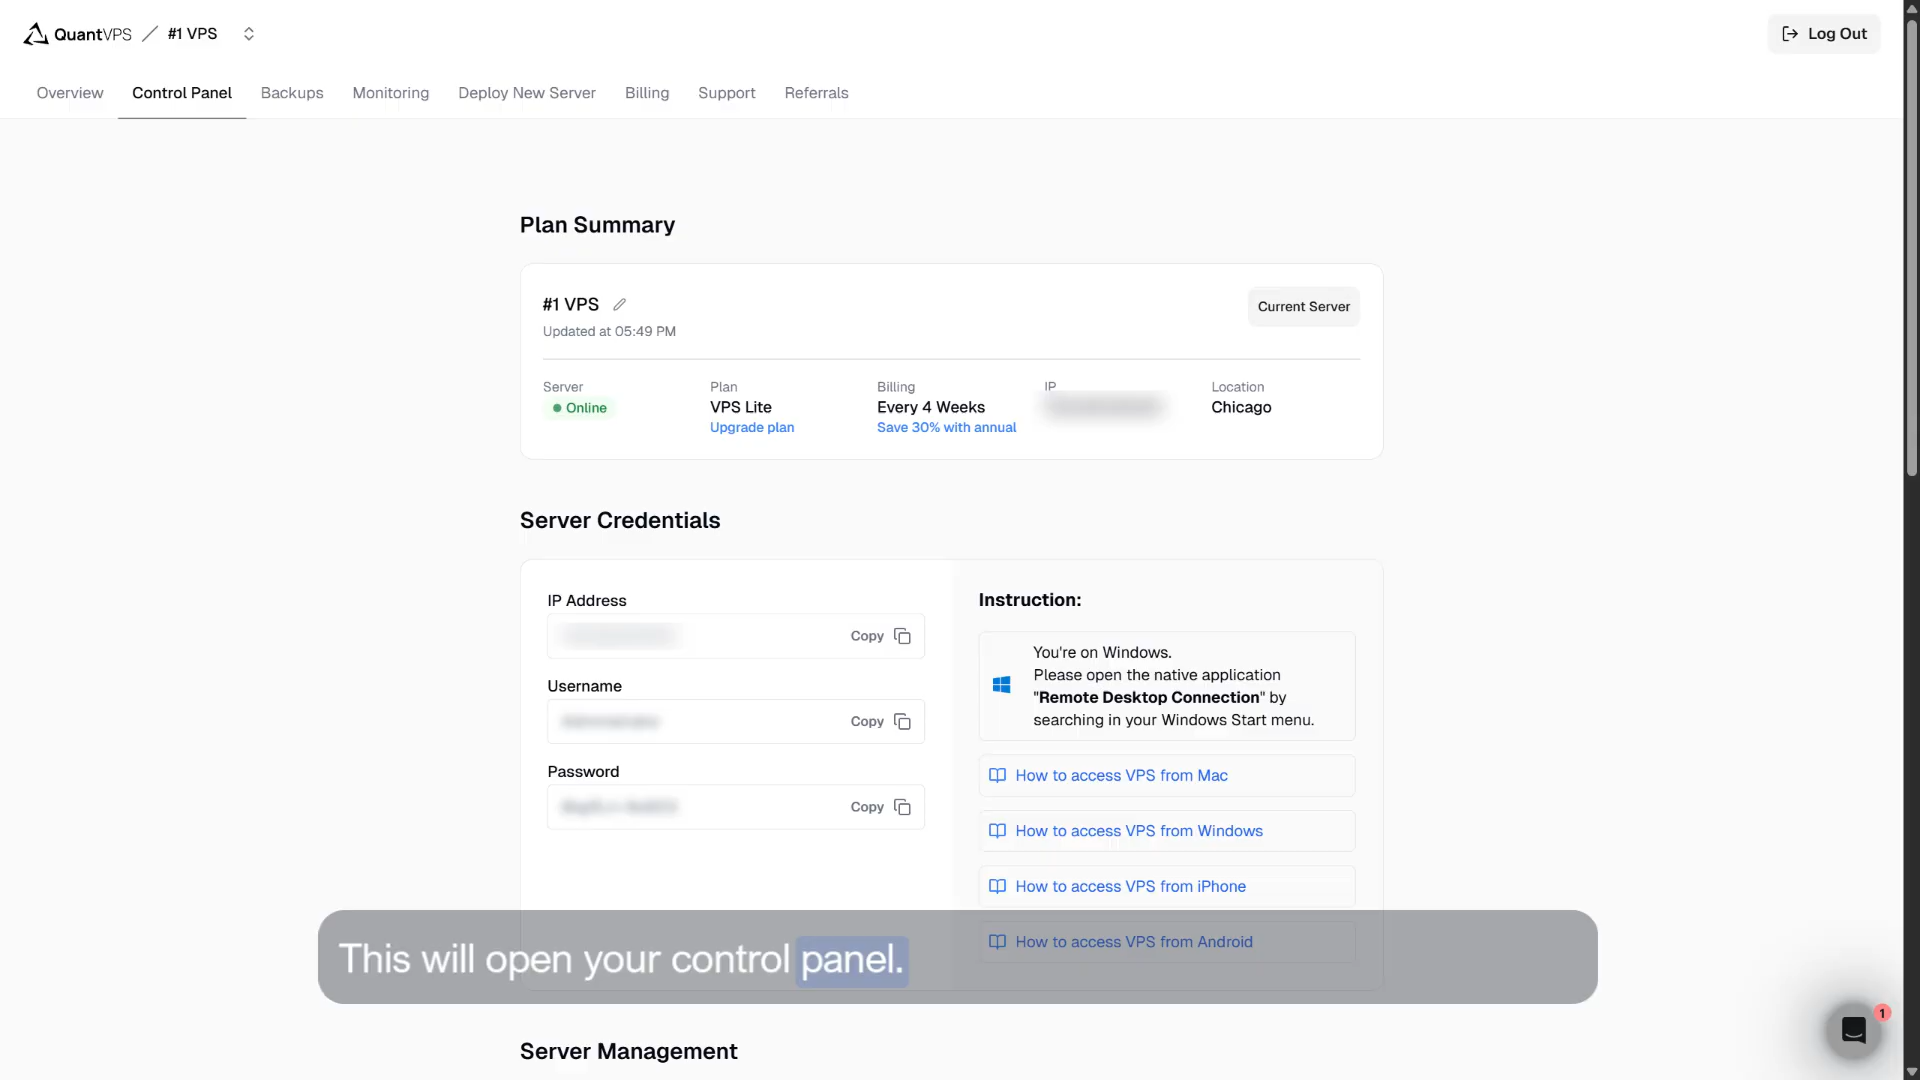 QuantVPS
#1 VPS
Log Out
Overview
Control Panel
Backups
Monitoring
Deploy New Server
Billing
Support
Referrals
Plan Summary
#1 VPS
Updated at 05:49 PM
Current Server
Server
Online
Plan
VPS Lite
Upgrade plan
Billing
Every 4 Weeks
Save 30% with annual
IP
Location
Chicago
Server Credentials
IP Address
Copy
Username
Copy
Password
Copy
Instruction:
You're on Windows.
Please open the native application
"Remote Desktop Connection" by
searching in your Windows Start menu.
How to access VPS from Mac
How to access VPS from Windows
How to access VPS from iPhone
How to access VPS from Android
This will open your control panel.
1
Server Management